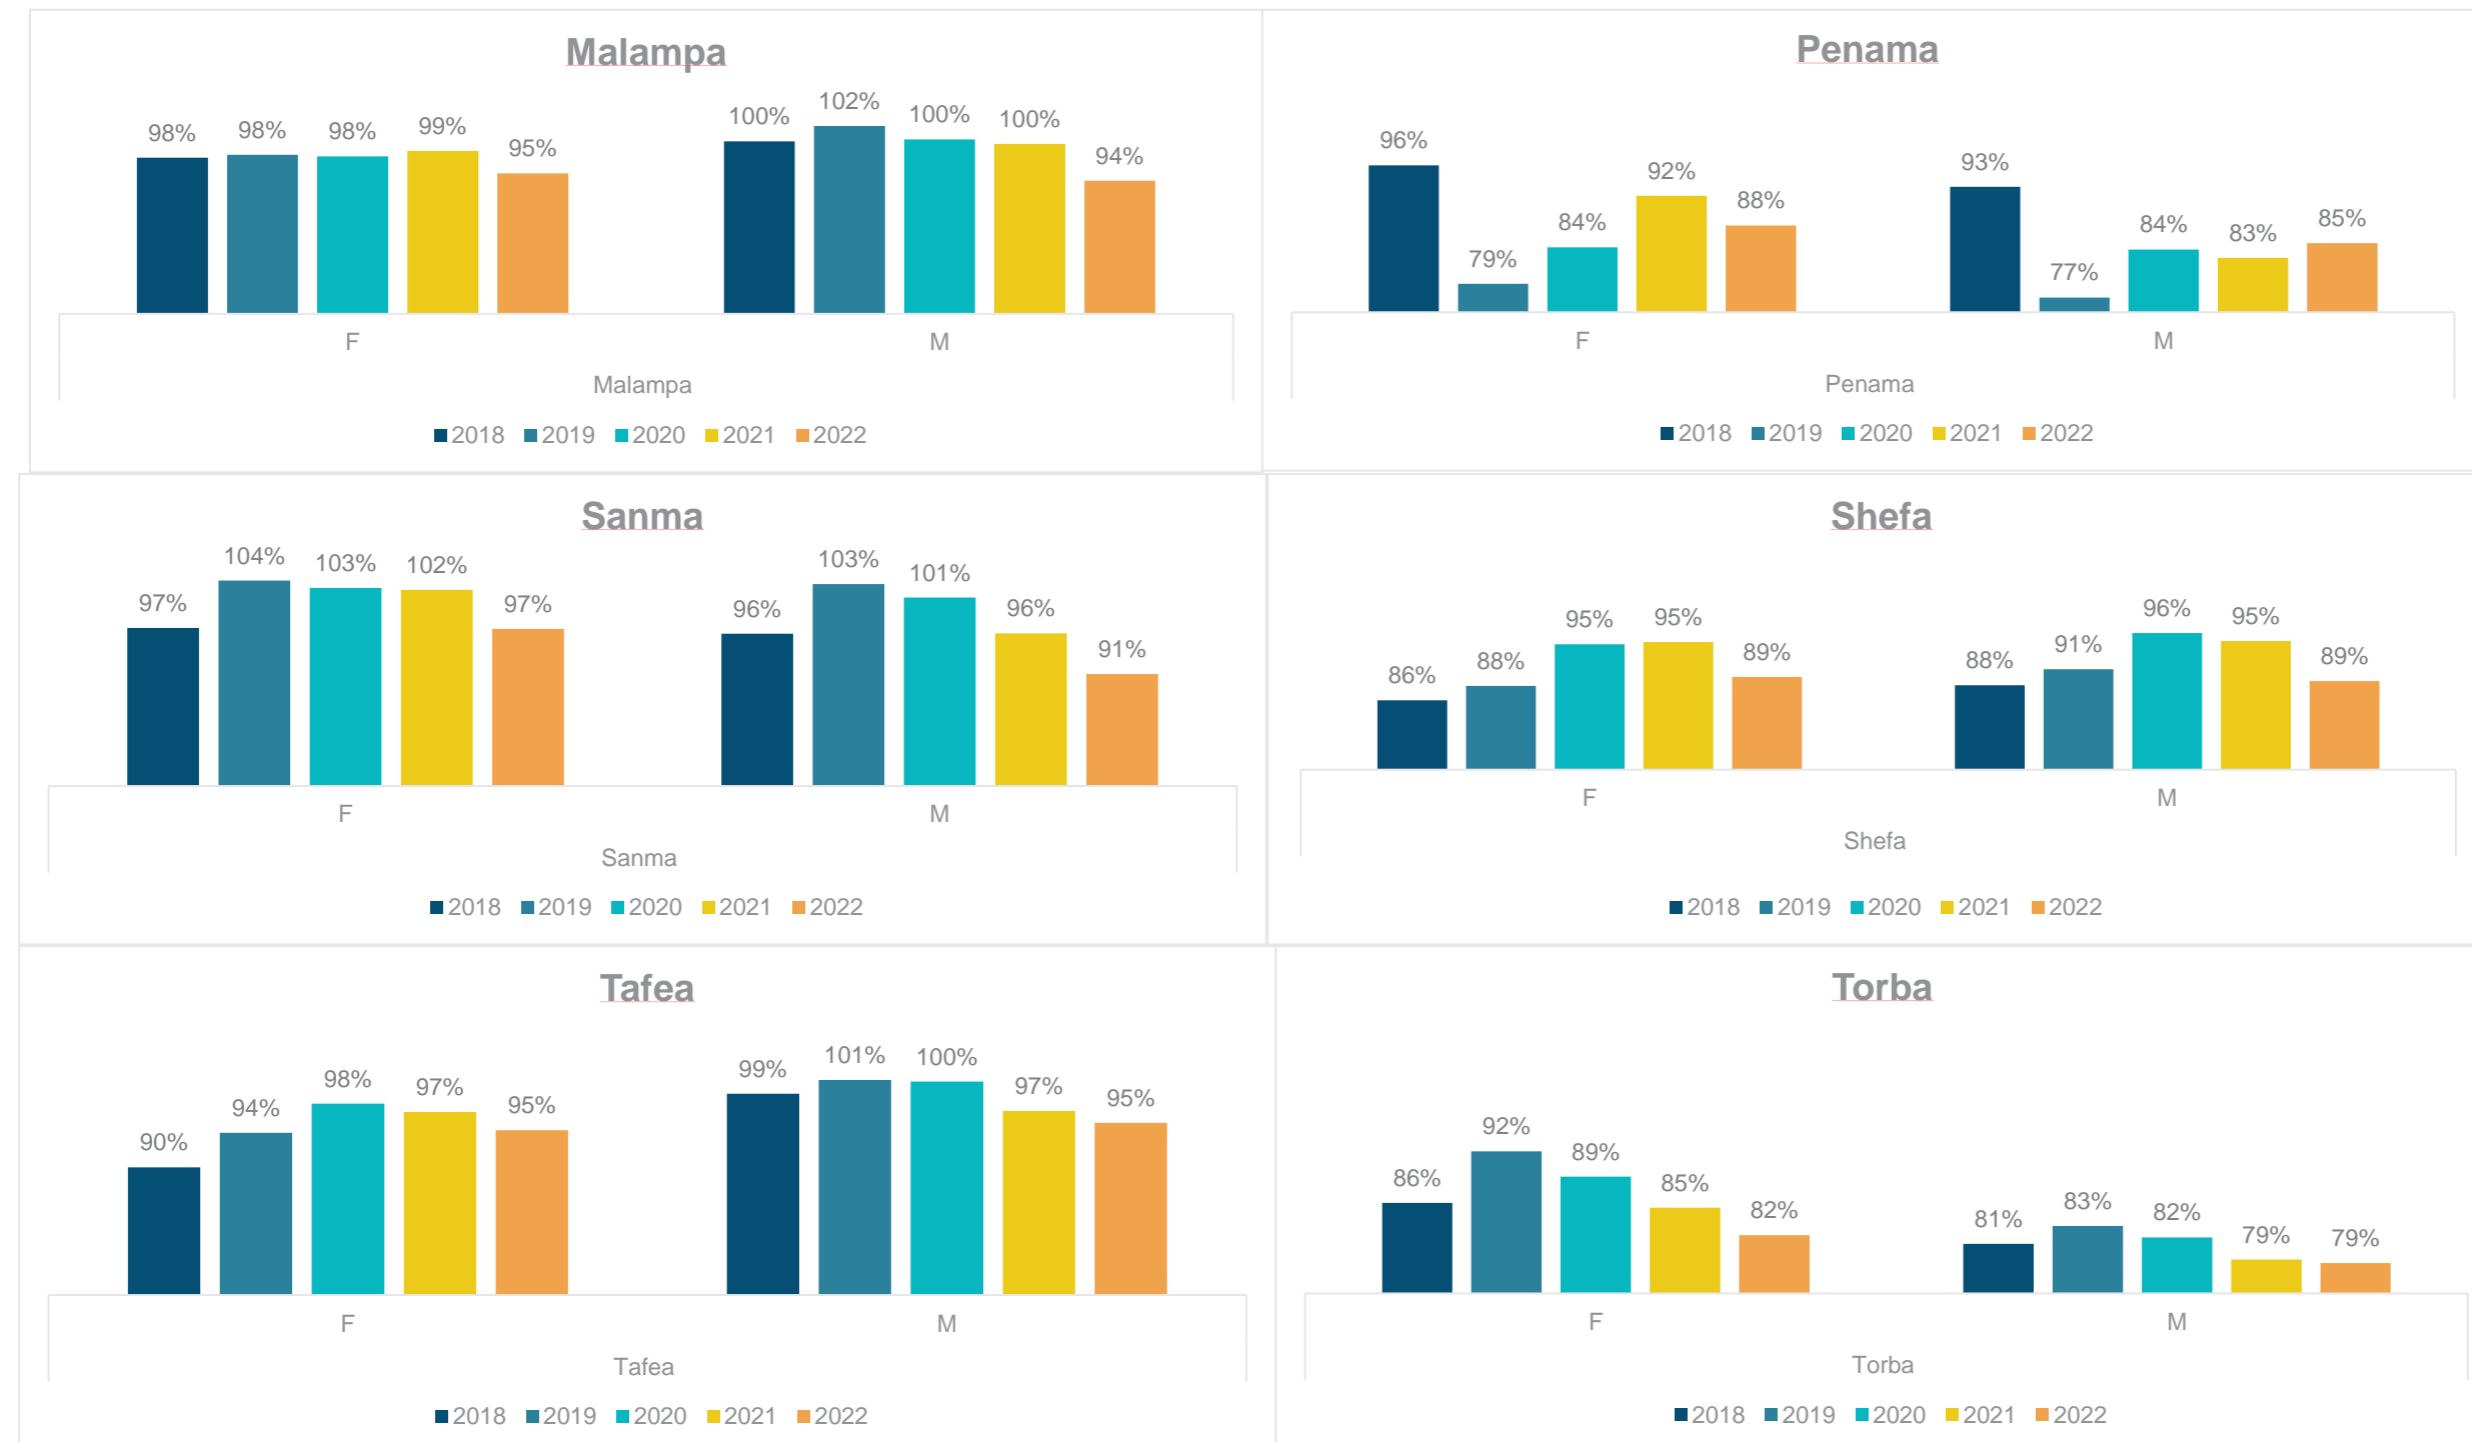 Malampa
98% 98% 98% 99% 95% 100% 102% 100% 100% 94%
F M
Malampa
2018 2019 2020 2021 2022
Penama
96% 79% 84% 92% 88% 93% 77% 84% 83% 85%
F M
Penama
2018 2019 2020 2021 2022
Sanma
97% 104% 103% 102% 97% 96% 103% 101% 96% 91%
F M
Sanma
2018 2019 2020 2021 2022
Shefa
86% 88% 95% 95% 89% 88% 91% 96% 95% 89%
F M
Shefa
2018 2019 2020 2021 2022
Tafea
90% 94% 98% 97% 95% 99% 101% 100% 97% 95%
F M
Tafea
2018 2019 2020 2021 2022
Torba
86% 92% 89% 85% 82% 81% 83% 82% 79% 79%
F M
Torba
2018 2019 2020 2021 2022